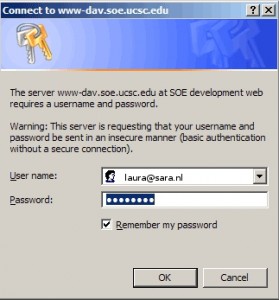 Connect to www-dav.soe.ucsc.edu
The server www-dav.soe.ucsc.edu at SOE development web
requires a username and password.
Warning: This server is requesting that your username and
password be sent in an insecure manner (basic authentication
without a secure connection).
User name:
laura@sara.nl
Password:
●●●●●●●●
Remember my password
OK
Cancel